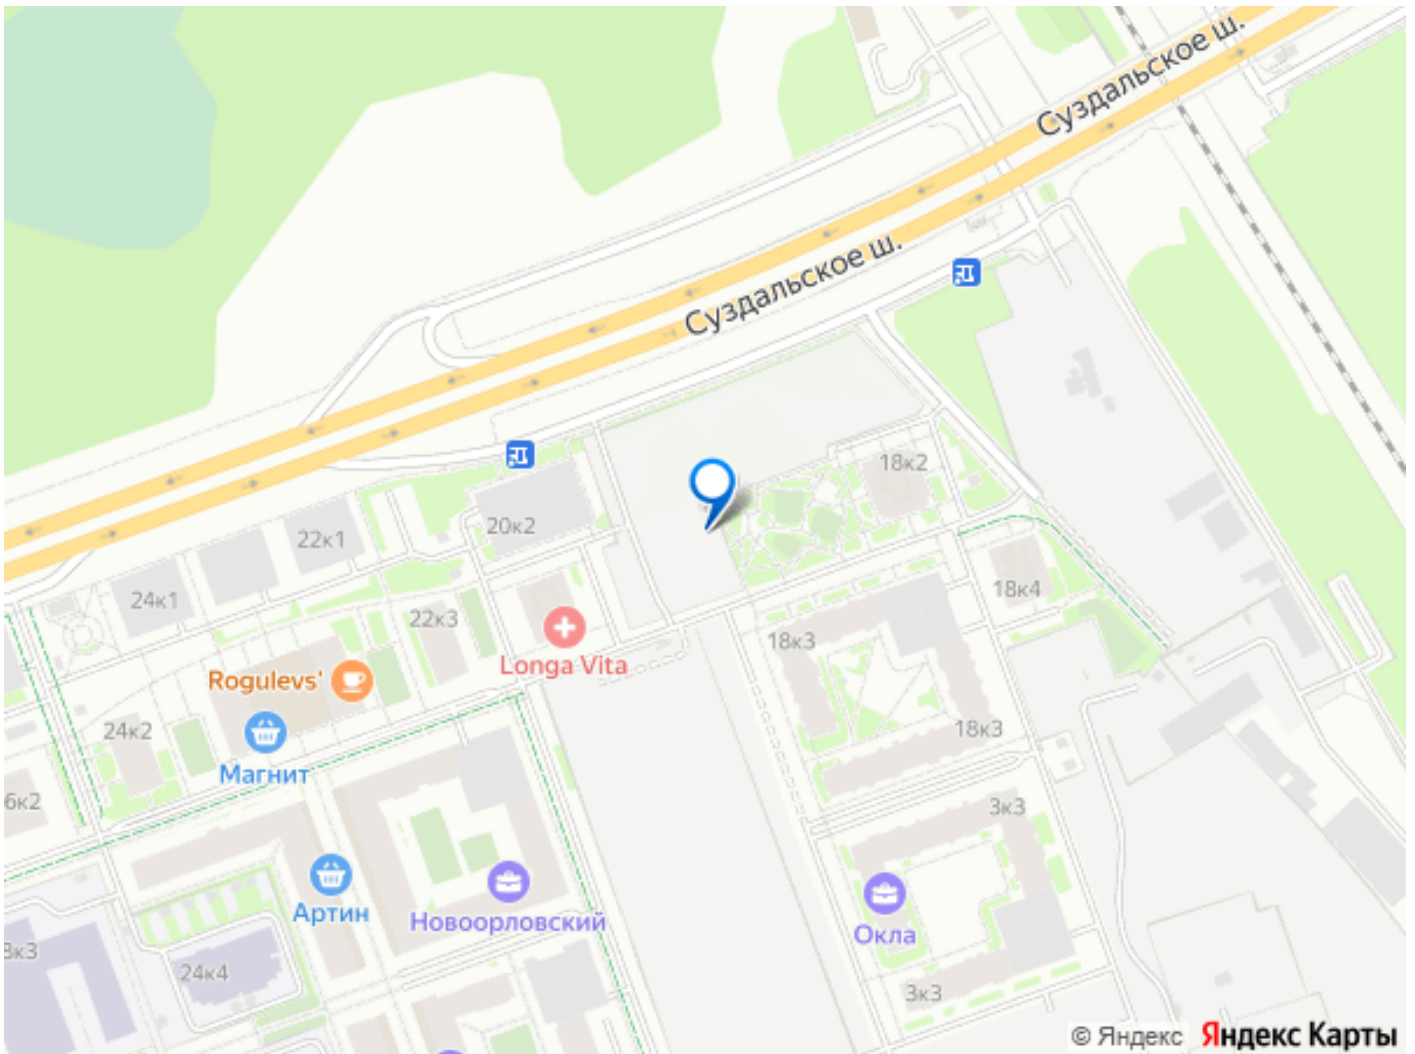 Суздальское ш.
Суздальское ш.
18к2
20к2
22к1
18к4
24к1
22к3
18к3
Longa Vita
Rogulevs'
24к2
18к3
Магнит
6к2
3к3
Артин
Новоорловский
Окла
8к3
24к4
3к3
© Яндекс Яндекс Карты